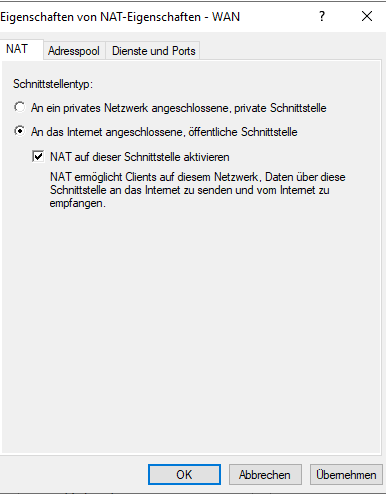 Eigenschaften von NAT-Eigenschaften - WAN
NAT
Adresspool
Dienste und Ports
Schnittstellentyp:
An ein privates Netzwerk angeschlossene, private Schnittstelle
An das Internet angeschlossene, öffentliche Schnittstelle
NAT auf dieser Schnittstelle aktivieren
NAT ermöglicht Clients auf diesem Netzwerk, Daten über diese
Schnittstelle an das Internet zu senden und vom Internet zu
empfangen.
OK
Abbrechen
Übernehmen